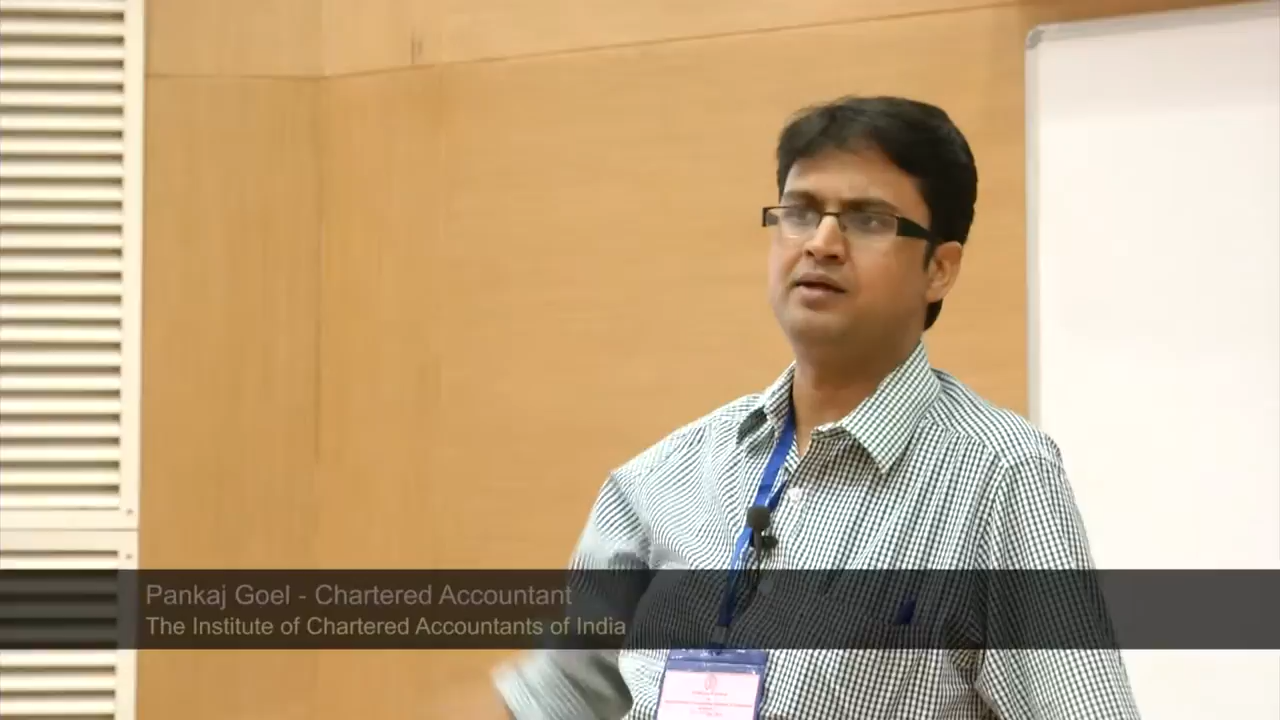 Pankaj Goel - Chartered Accountant
The Institute of Chartered Accountants of India